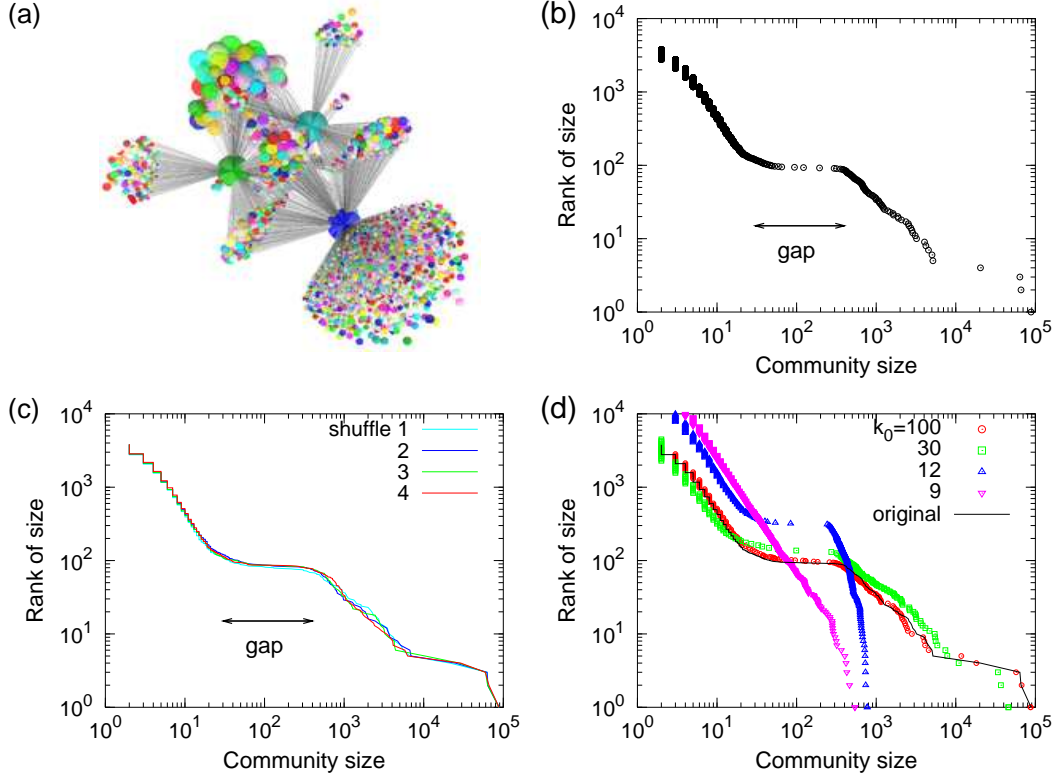 (a)
(b)
10^4
10^3
10^2
10^1
10^0
Rank of size
gap
10^0 10^1 10^2 10^3 10^4 10^5
Community size
(c)
10^4
10^3
10^2
10^1
10^0
Rank of size
shuffle 1
2
3
4
gap
10^0 10^1 10^2 10^3 10^4 10^5
Community size
(d)
10^4
10^3
10^2
10^1
10^0
Rank of size
k_0=100
30
12
9
original
10^0 10^1 10^2 10^3 10^4 10^5
Community size